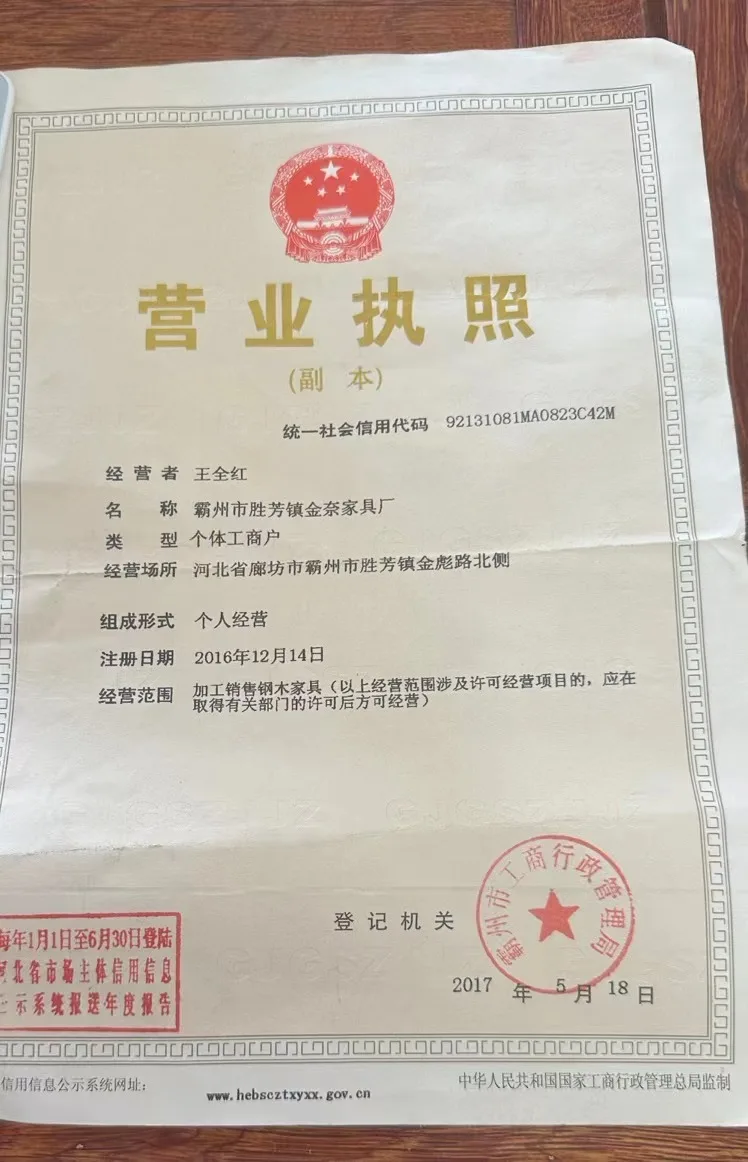 营业执照
(副 本)
统一社会信用代码 92131081MA0823C42M
经营者 王全红
名称 霸州市胜芳镇金奈家具厂
类型 个体工商户
经营场所 河北省廊坊市霸州市胜芳镇金彪路北侧
组成形式 个人经营
注册日期 2016年12月14日
经营范围 加工销售钢木家具（以上经营范围涉及许可经营项目的，应在
取得有关部门的许可后方可经营）
霸州市工商行政管理局
登记机关
2017 年 5 月 18 日
每年1月1日至6月30日登陆
河北省市场主体信用信息
示系统报送年度报告
信用信息公示系统网址：
www.hebscztxyxx.gov.cn
中华人民共和国国家工商行政管理总局监制